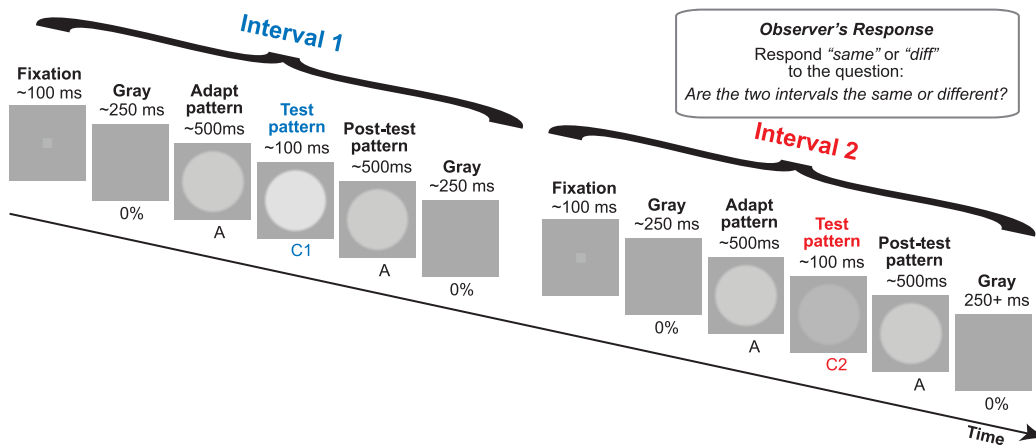 Interval 1
Fixation
~100 ms
Gray
~250 ms
0%
Adapt
pattern
~500ms
A
Test
pattern
~100 ms
C1
Post-test
pattern
~500ms
A
Gray
~250 ms
0%
Observer's Response
Respond “same” or “diff”
to the question:
Are the two intervals the same or different?
Interval 2
Fixation
~100 ms
Gray
~250 ms
0%
Adapt
pattern
~500ms
A
Test
pattern
~100 ms
C2
Post-test
pattern
~500ms
A
Gray
250+ ms
0%
Time